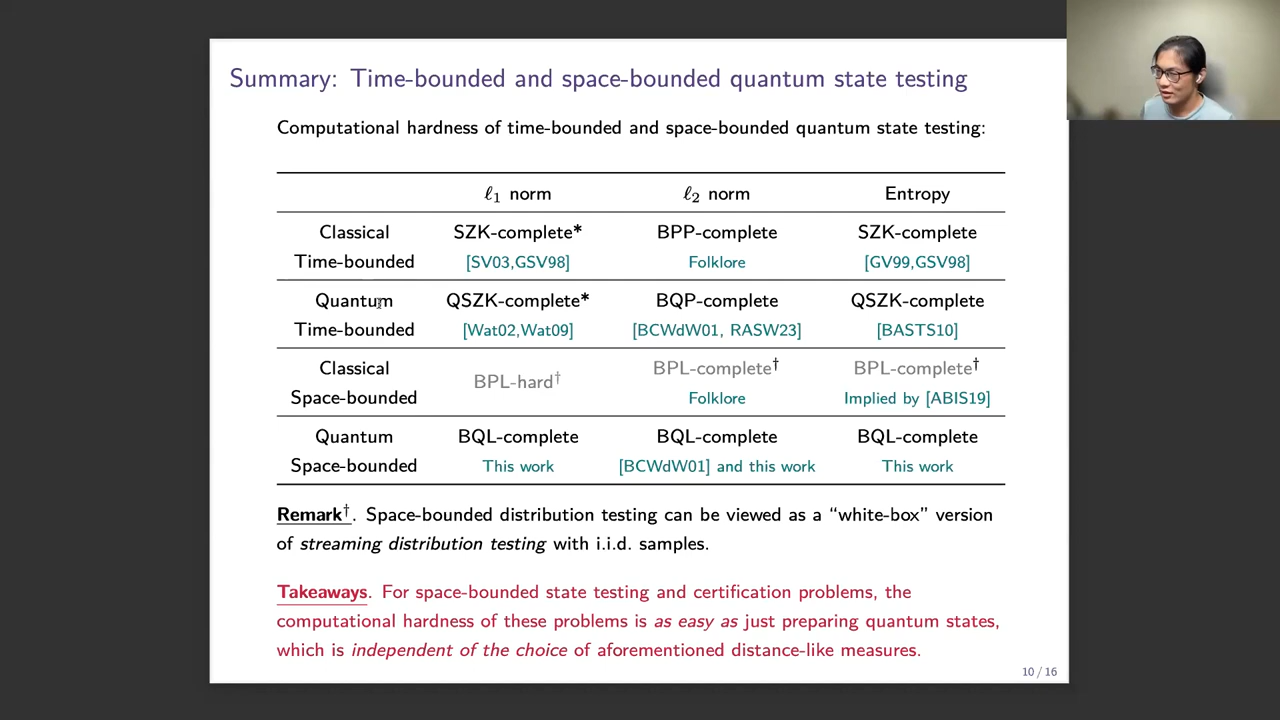 Summary: Time-bounded and space-bounded quantum state testing
Computational hardness of time-bounded and space-bounded quantum state testing:
ℓ₁ norm ℓ₂ norm Entropy
Classical SZK-complete* BPP-complete SZK-complete
Time-bounded [SV03,GSV98] Folklore [GV99,GSV98]
Quantum QSZK-complete* BQP-complete QSZK-complete
Time-bounded [Wat02,Wat09] [BCWdW01, RASW23] [BASTS10]
Classical BPL-hard† BPL-complete† BPL-complete†
Space-bounded Folklore Implied by [ABIS19]
Quantum BQL-complete BQL-complete BQL-complete
Space-bounded This work [BCWdW01] and this work This work
Remark†. Space-bounded distribution testing can be viewed as a “white-box” version
of streaming distribution testing with i.i.d. samples.
Takeaways. For space-bounded state testing and certification problems, the
computational hardness of these problems is as easy as just preparing quantum states,
which is independent of the choice of aforementioned distance-like measures.
10 / 16